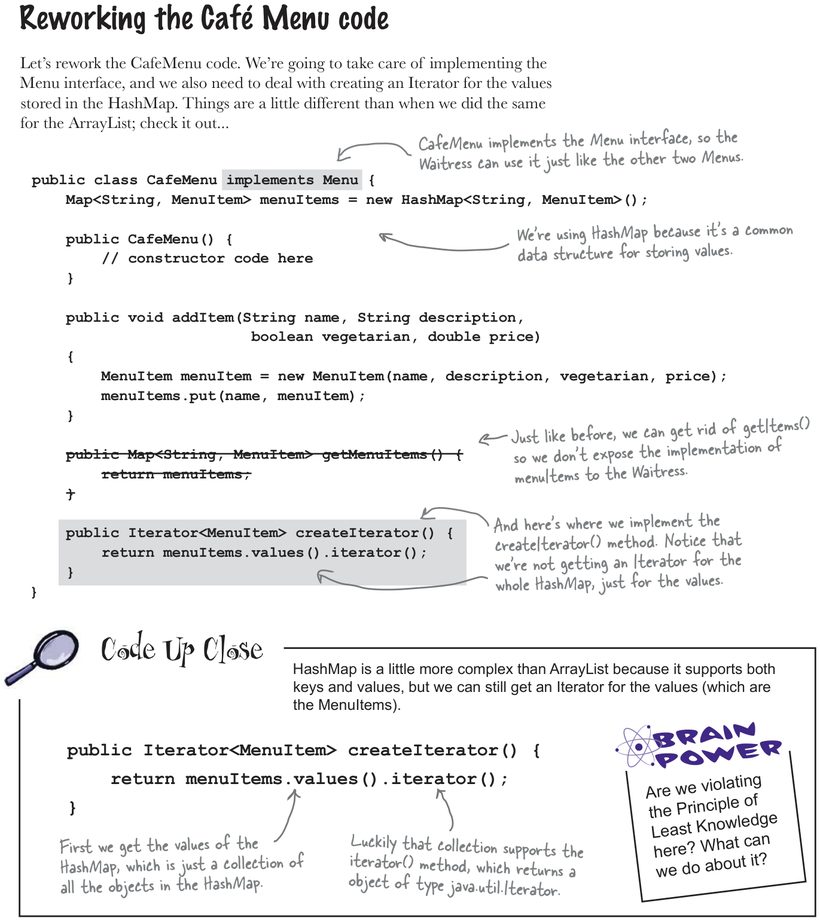 Reworking the Café Menu code
Let's rework the CafeMenu code. We're going to take care of implementing the
Menu interface, and we also need to deal with creating an Iterator for the values
stored in the HashMap. Things are a little different than when we did the same
for the ArrayList; check it out...
CafeMenu implements the Menu interface, so the
Waitress can use it just like the other two Menus.
public class CafeMenu implements Menu {
Map<String, MenuItem> menuItems = new HashMap<String, MenuItem>();
We're using HashMap because it's a common
data structure for storing values.
public CafeMenu() {
// constructor code here
}
public void addItem(String name, String description,
boolean vegetarian, double price)
{
MenuItem menuItem = new MenuItem(name, description, vegetarian, price);
menuItems.put(name, menuItem);
}
public Map<String, MenuItem> getMenuItems() {
return menuItems;
}
Just like before, we can get rid of getItems()
so we don't expose the implementation of
menuItems to the Waitress.
public Iterator<MenuItem> createIterator() {
return menuItems.values().iterator();
}
And here's where we implement the
createIterator() method. Notice that
we're not getting an Iterator for the
whole HashMap, just for the values.
}
Code Up Close
HashMap is a little more complex than ArrayList because it supports both
keys and values, but we can still get an Iterator for the values (which are
the MenuItems).
public Iterator<MenuItem> createIterator() {
return menuItems.values().iterator();
}
First we get the values of the
HashMap, which is just a collection of
all the objects in the HashMap.
Luckily that collection supports the
iterator() method, which returns a
object of type java.util.Iterator.
BRAIN
POWER
Are we violating
the Principle of
Least Knowledge
here? What can
we do about it?